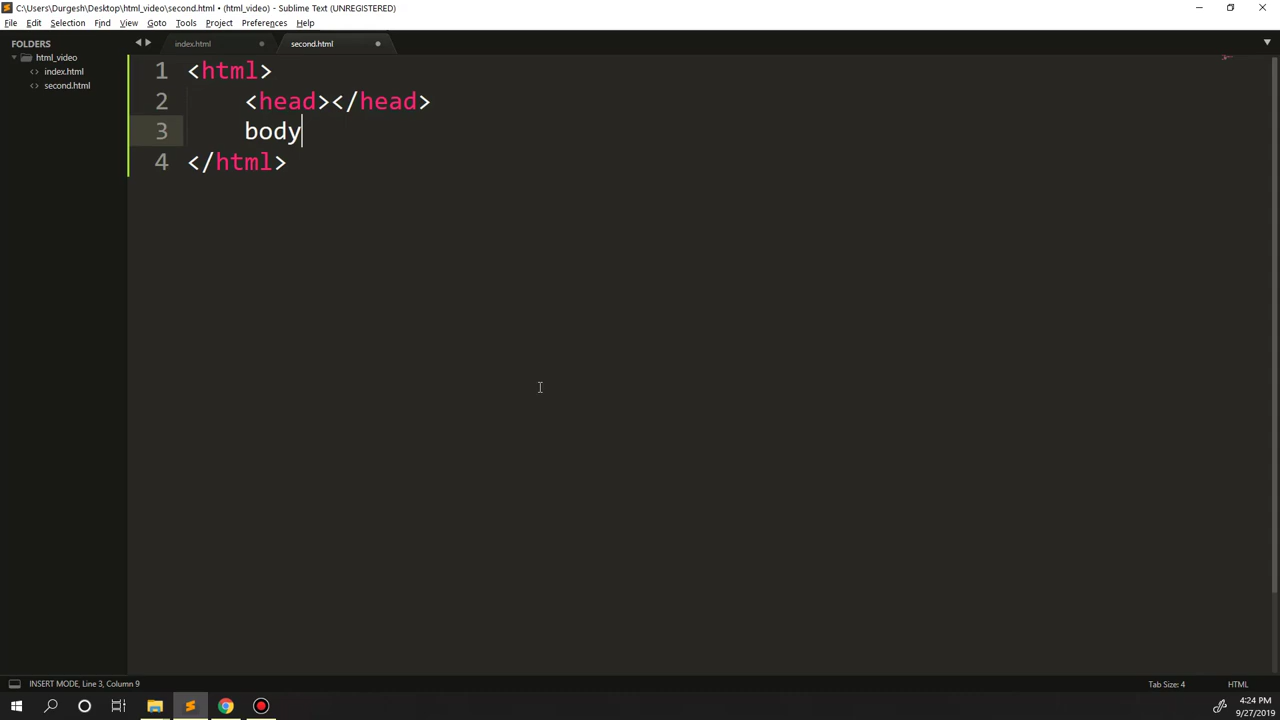 C:\Users\Durgesh\Desktop\html_video\second.html • (html_video) - Sublime Text (UNREGISTERED)
File Edit Selection Find View Goto Tools Project Preferences Help
FOLDERS
html_video
index.html
second.html
index.html second.html
1 <html>
2 <head></head>
3 body
4 </html>
INSERT MODE, Line 3, Column 9
Tab Size: 4
HTML
4:24 PM
9/27/2019